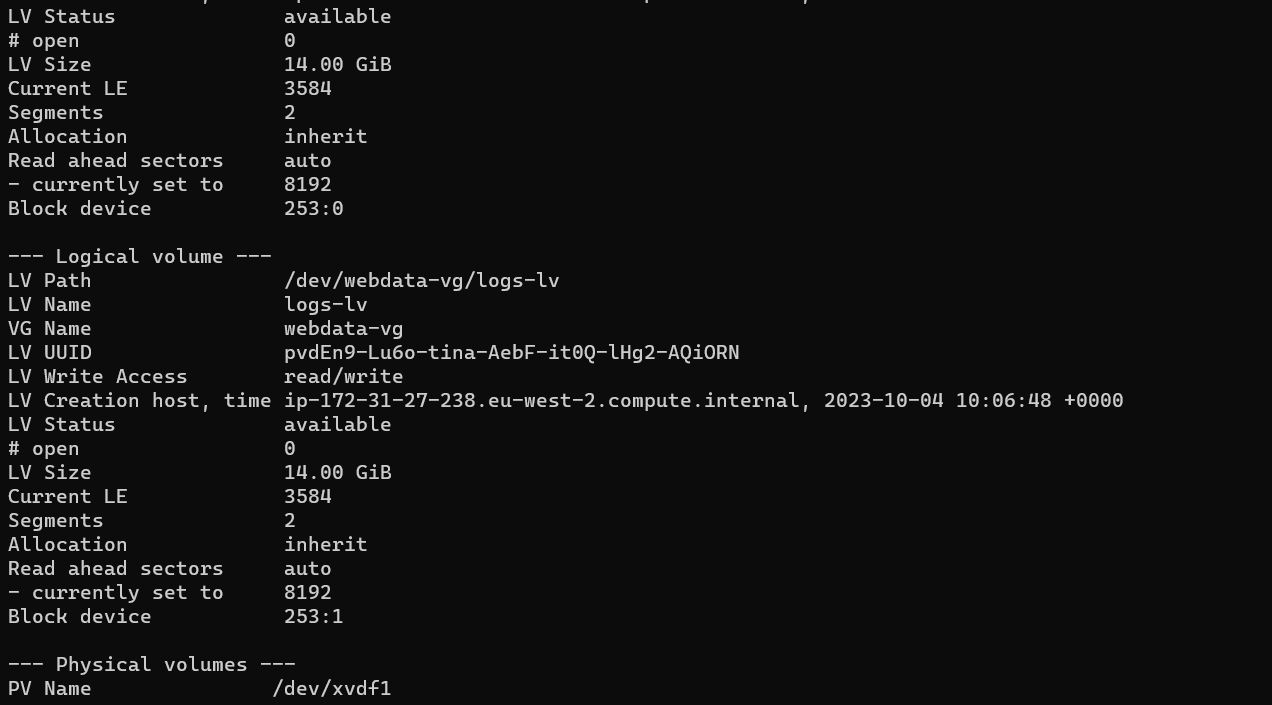 LV Status              available
# open                 0
LV Size                14.00 GiB
Current LE             3584
Segments               2
Allocation             inherit
Read ahead sectors     auto
- currently set to     8192
Block device           253:0

--- Logical volume ---
LV Path                /dev/webdata-vg/logs-lv
LV Name                logs-lv
VG Name                webdata-vg
LV UUID                pvdEn9-Lu6o-tina-AebF-it0Q-lHg2-AQiORN
LV Write Access        read/write
LV Creation host, time ip-172-31-27-238.eu-west-2.compute.internal, 2023-10-04 10:06:48 +0000
LV Status              available
# open                 0
LV Size                14.00 GiB
Current LE             3584
Segments               2
Allocation             inherit
Read ahead sectors     auto
- currently set to     8192
Block device           253:1

--- Physical volumes ---
PV Name               /dev/xvdf1